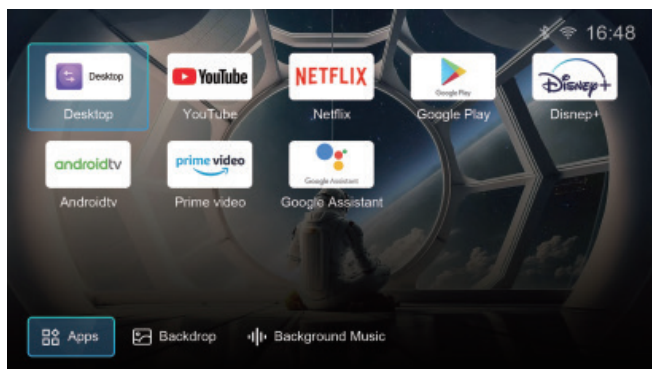 16:48
Desktop
YouTube
NETFLIX
Google Play
Disnep+
Desktop
YouTube
Netflix
Google Play
Disnep+
androidtv
prime video
Google Assistant
Androidtv
Prime video
Google Assistant
Apps
Backdrop
Background Music